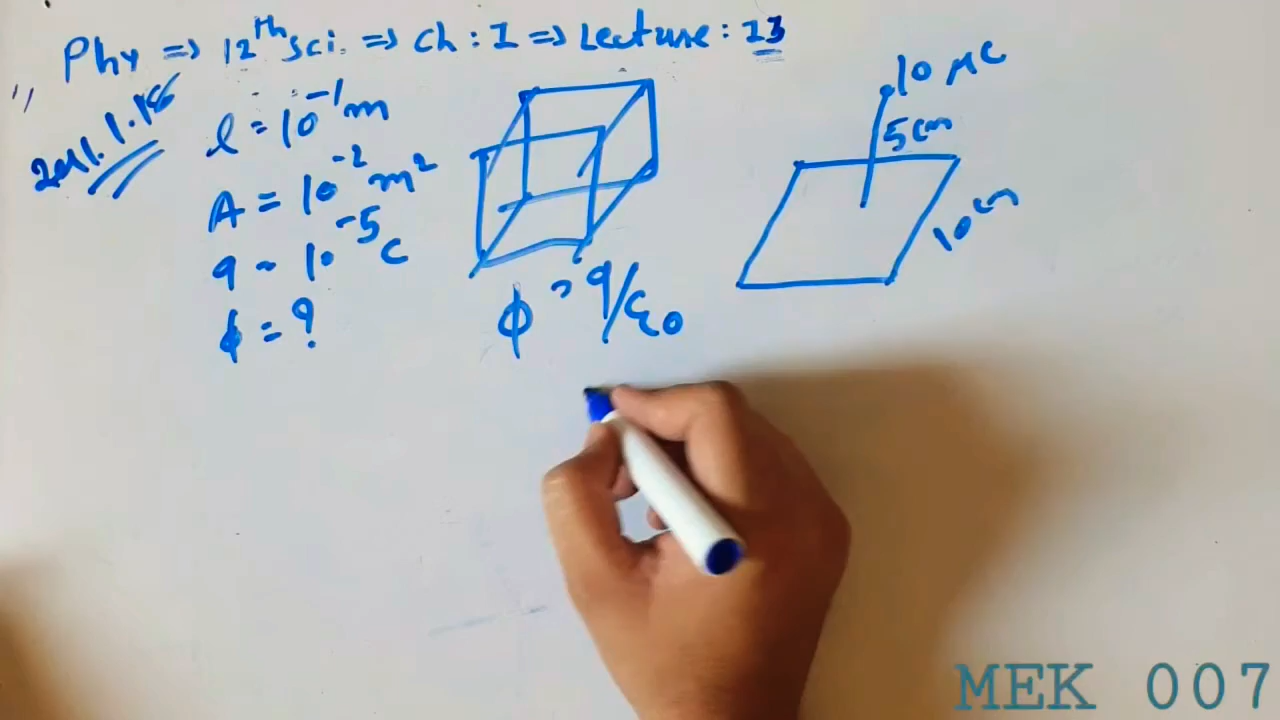 Phy => 12th Sci. => Ch : 1 => Lecture : 13
l = 10^-1 m
A = 10^-2 m^2
q = 10^-5 C
φ = ?
φ = q/ε0
10 μC
5cm
10cm
MEK 007